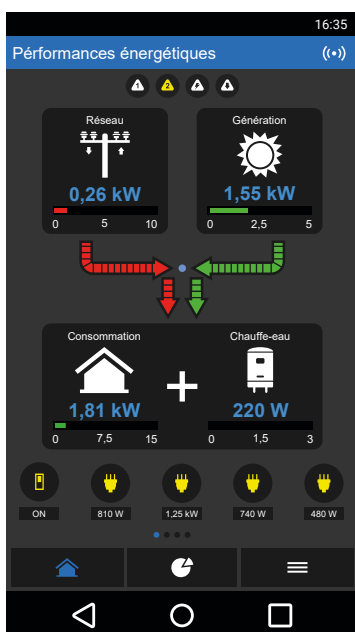 16:35
Pérformances énergétiques
1 2
Réseau Génération
0,26 kW 1,55 kW
0 5 10 0 2,5 5
Consommation Chauffe-eau
1,81 kW 220 W
0 7,5 15 0 1,5 3
ON 810 W 1,25 kW 740 W 480 W